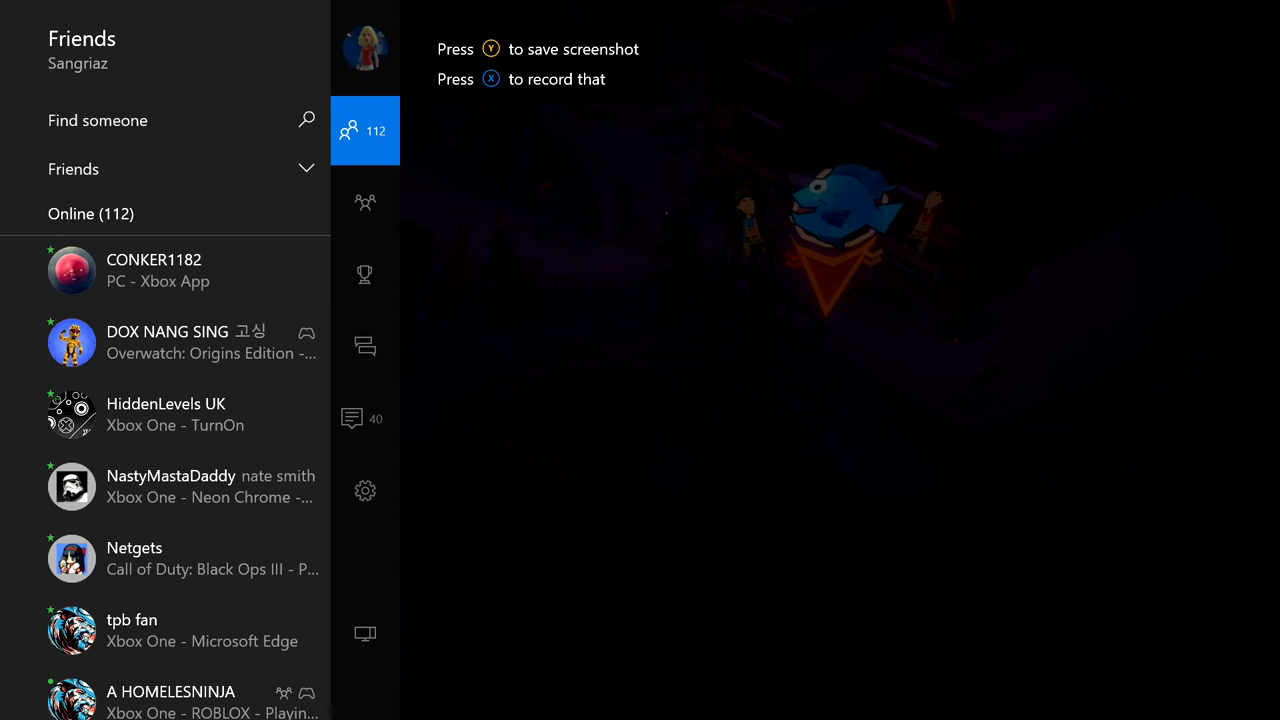 Friends
Sangriaz
Find someone
Friends
Online (112)
CONKER1182
PC - Xbox App
DOX NANG SING 고싱
Overwatch: Origins Edition -...
HiddenLevels UK
Xbox One - TurnOn
NastyMastaDaddy nate smith
Xbox One - Neon Chrome -...
Netgets
Call of Duty: Black Ops III - P...
tpb fan
Xbox One - Microsoft Edge
A HOMELESNINJA
Xbox One - ROBLOX - Playin...
112
40
Press Y to save screenshot
Press X to record that